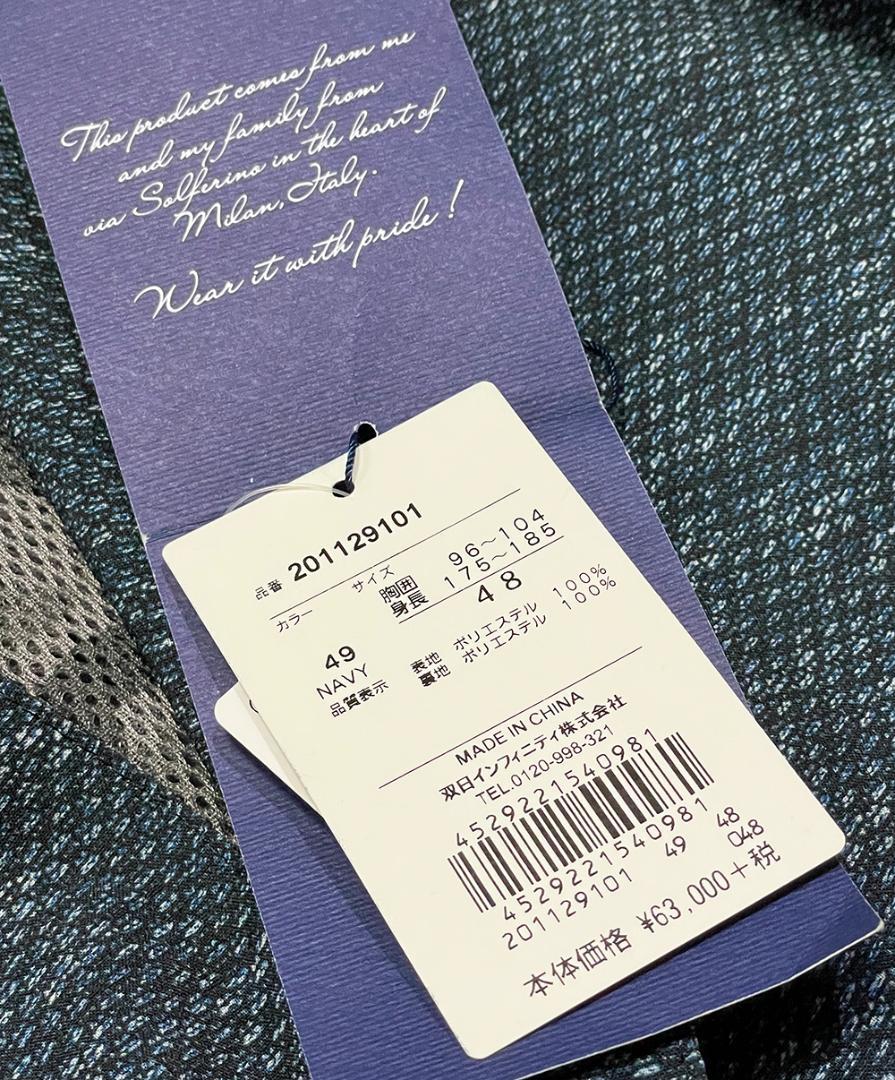 This product comes from me
and my family from
via Solferino in the heart of
Milan, Italy.
Wear it with pride !
品番 201129101
カラー サイズ 胸囲 96~104
身長 175~185
48
49
NAVY
品質表示 表地 ポリエステル 100%
裏地 ポリエステル 100%
MADE IN CHINA
双日インフィニティ株式会社
TEL.0120-998-321
4529221540981
4529221540981
201129101 49 48
048
本体価格 ¥63,000+税